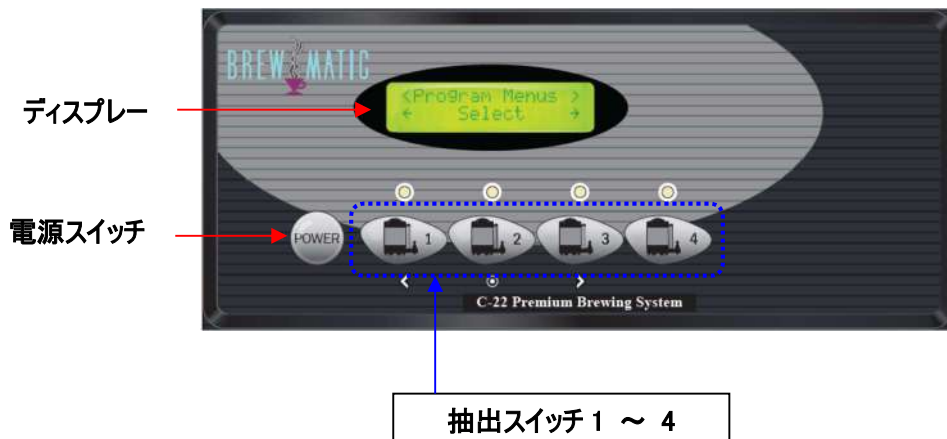 BREW MATIC
ディスプレー
<Program Menus >
← Select →
電源スイッチ
POWER
1 2 3 4
< ⦿ >
C-22 Premium Brewing System
抽出スイッチ 1 ～ 4